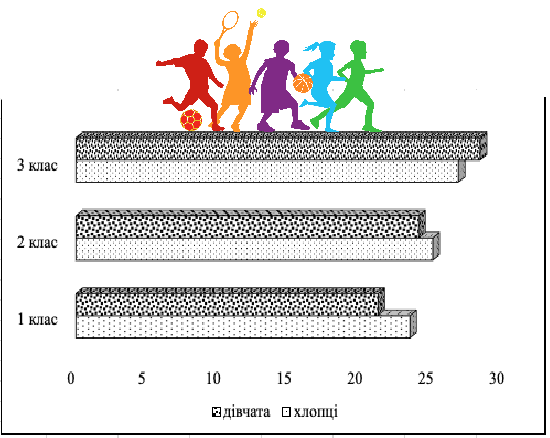 3 клас
2 клас
1 клас
0 5 10 15 20 25 30
дівчата хлопці